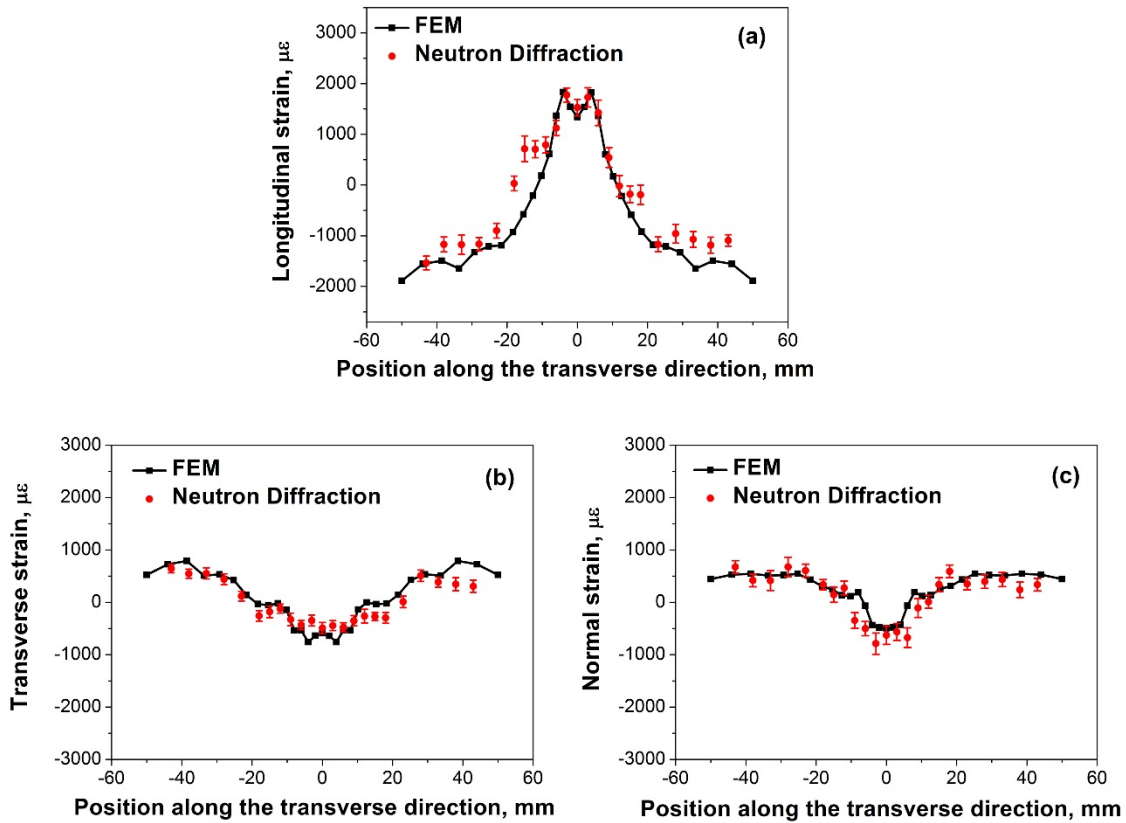 FEM
Neutron Diffraction
(a)
3000
2000
1000
0
-1000
-2000
Longitudinal strain, με
-60 -40 -20 0 20 40 60
Position along the transverse direction, mm
FEM
Neutron Diffraction
(b)
3000
2000
1000
0
-1000
-2000
-3000
Transverse strain, με
-60 -40 -20 0 20 40 60
Position along the transverse direction, mm
FEM
Neutron Diffraction
(c)
3000
2000
1000
0
-1000
-2000
-3000
Normal strain, με
-60 -40 -20 0 20 40 60
Position along the transverse direction, mm